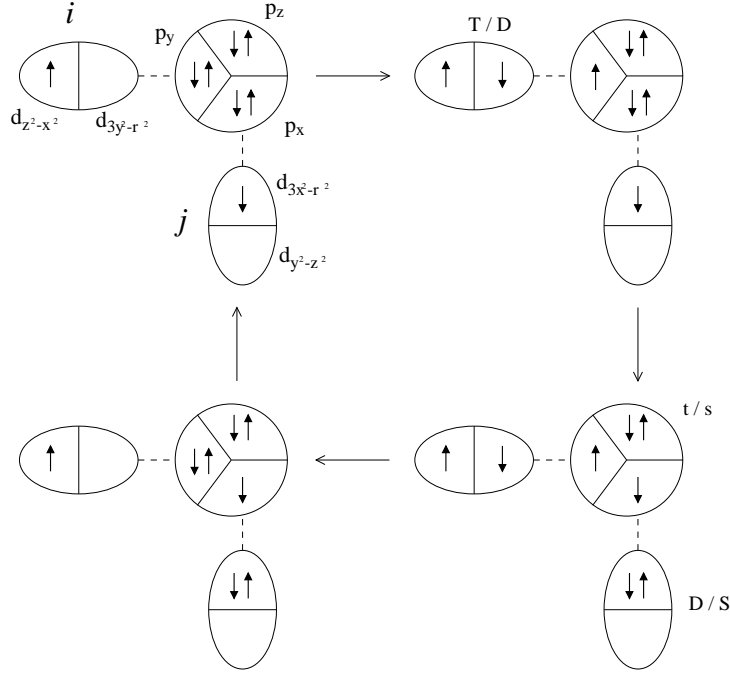 i
p_z
T / D
p_y
d_{z²-x²}
d_{3y²-r²}
p_x
d_{3x²-r²}
j
d_{y²-z²}
t / s
D / S